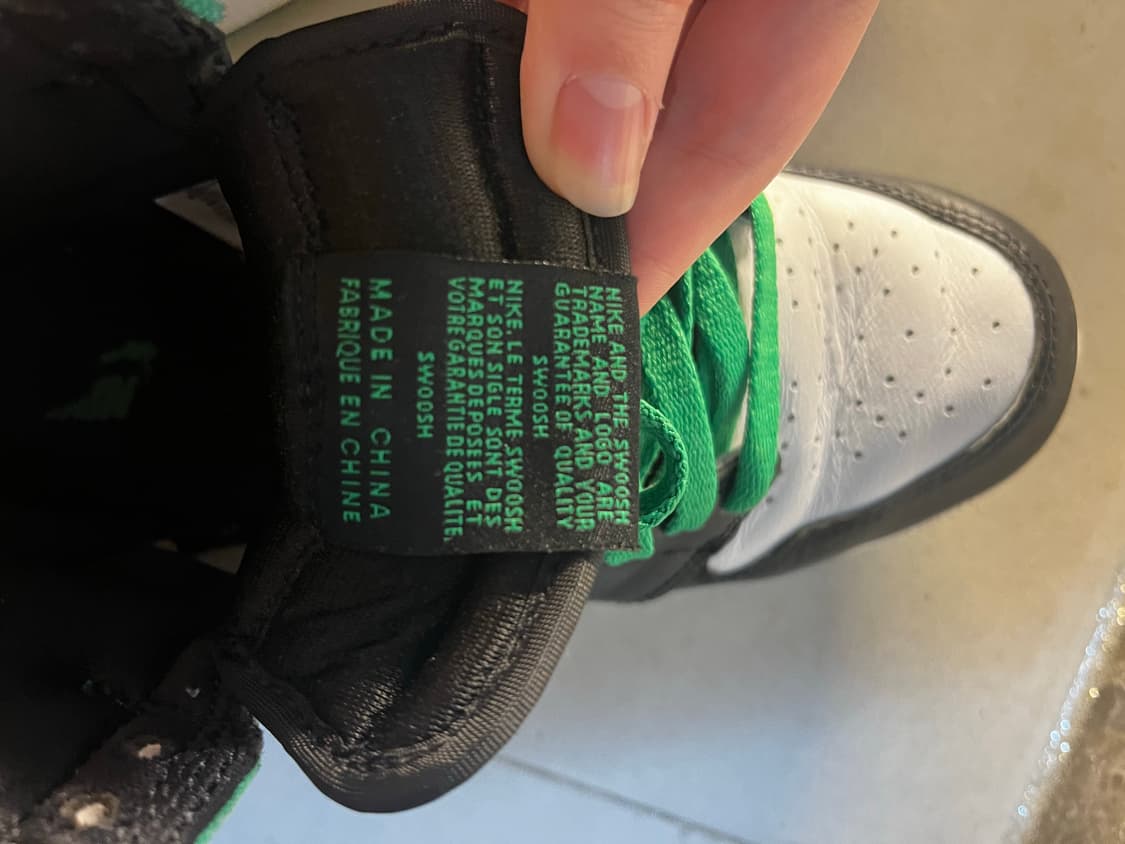 NIKE AND THE SWOOSH
NAME AND LOGO ARE
TRADEMARKS AND YOUR
GUARANTEE OF QUALITY
SWOOSH
NIKE, LE TERME SWOOSH
ET SON SIGLE SONT DES
MARQUES DEPOSEES ET
VOTRE GARANTIE DE QUALITE.
SWOOSH
MADE IN CHINA
FABRIQUE EN CHINE